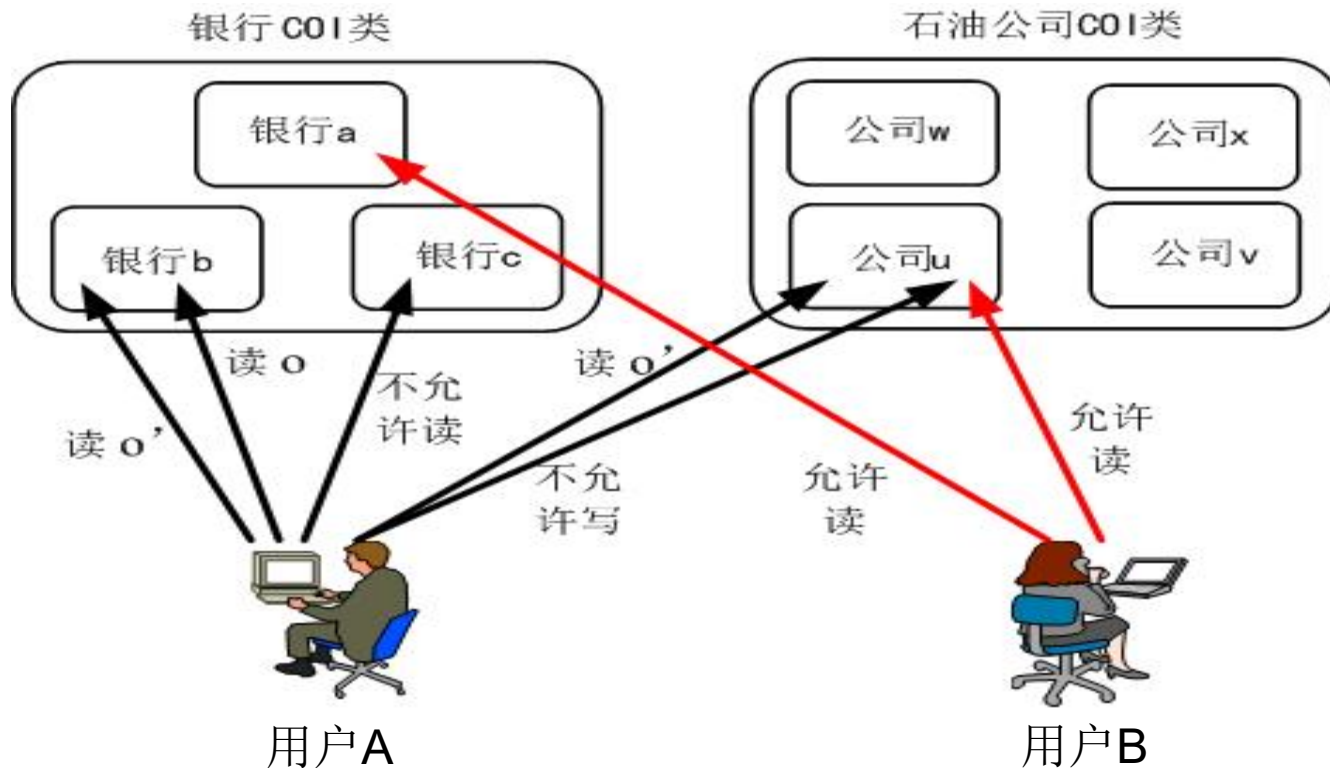 银行COI类
石油公司COI类
银行a
公司w
公司x
银行b
银行c
公司u
公司v
读 o
读 o’
不允
许读
读 o’
允许
读
不允
许写
允许
读
用户A
用户B